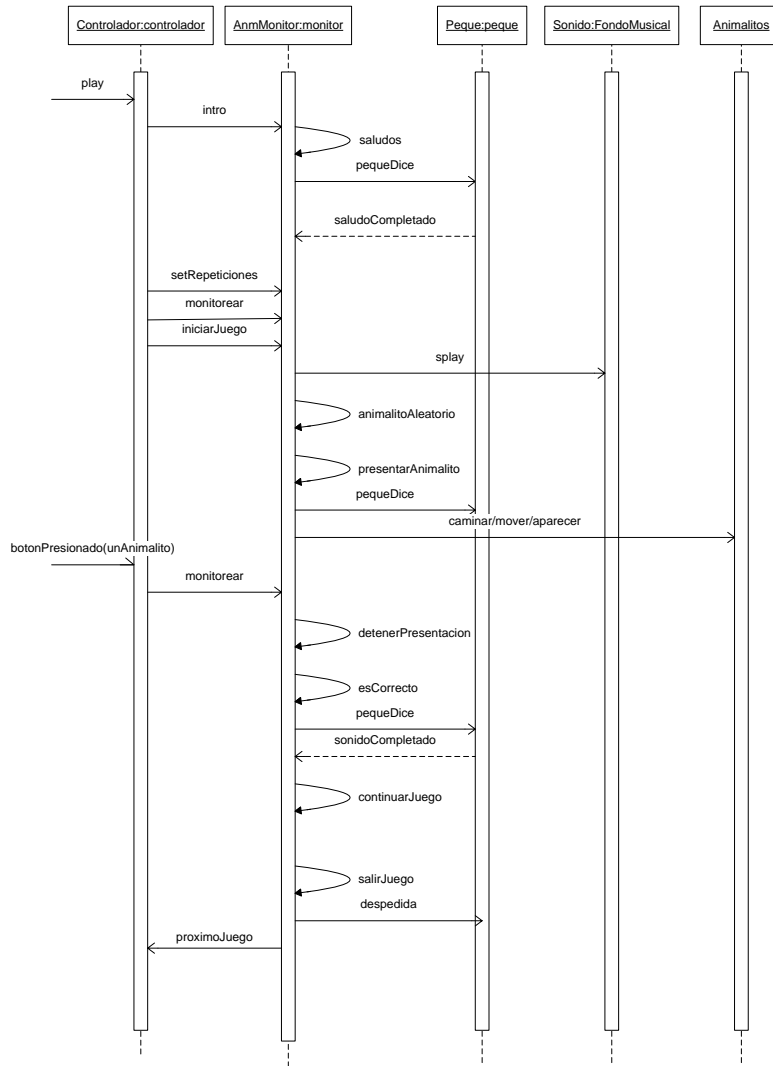 Controlador:controlador
AnmMonitor:monitor
Peque:peque
Sonido:FondoMusical
Animalitos
play
intro
saludos
pequeDice
saludoCompletado
setRepeticiones
monitorear
iniciarJuego
splay
animalitoAleatorio
presentarAnimalito
pequeDice
caminar/mover/aparecer
botonPresionado(unAnimalito)
monitorear
detenerPresentacion
esCorrecto
pequeDice
sonidoCompletado
continuarJuego
salirJuego
despedida
proximoJuego